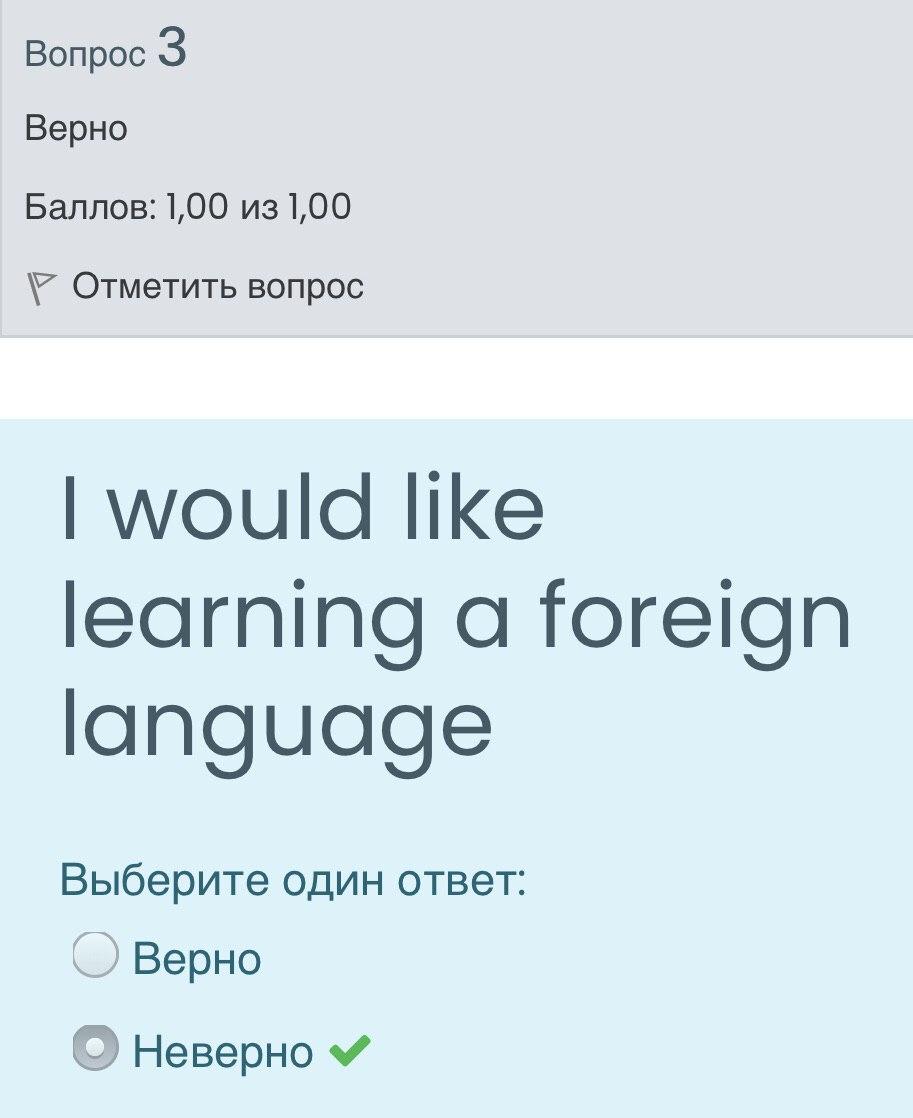 Вопрос 3
Верно
Баллов: 1,00 из 1,00
Отметить вопрос
I would like
learning a foreign
language
Выберите один ответ:
Верно
Неверно